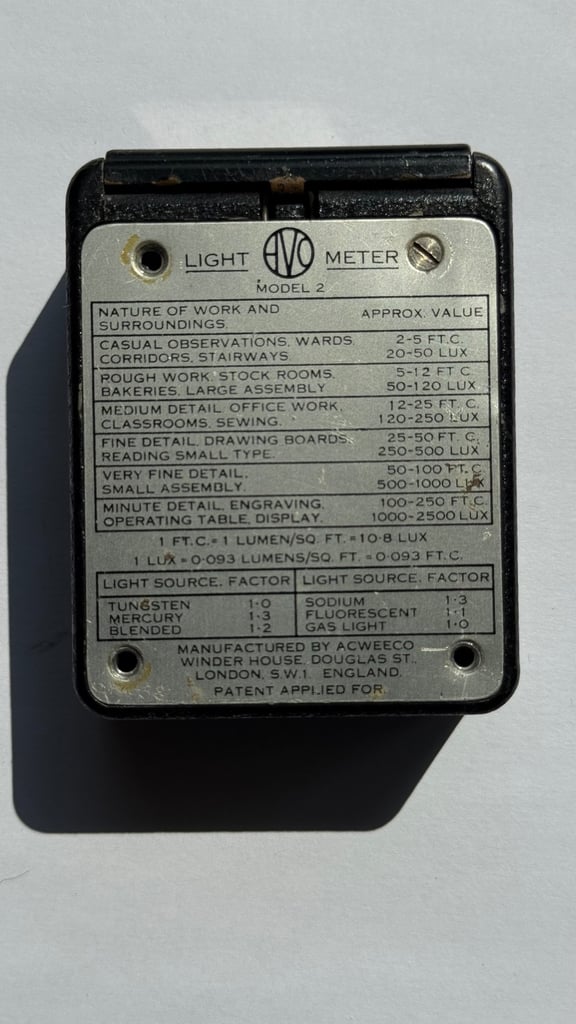 LIGHT AVO METER
MODEL 2
NATURE OF WORK AND SURROUNDINGS. APPROX. VALUE
CASUAL OBSERVATIONS, WARDS, 2-5 FT.C.
CORRIDORS, STAIRWAYS. 20-50 LUX
ROUGH WORK, STOCK ROOMS, 5-12 FT C
BAKERIES, LARGE ASSEMBLY. 50-120 LUX
MEDIUM DETAIL, OFFICE WORK, 12-25 FT. C.
CLASSROOMS, SEWING. 120-250 LUX
FINE DETAIL, DRAWING BOARDS, 25-50 FT. C.
READING SMALL TYPE. 250-500 LUX
VERY FINE DETAIL, 50-100 FT. C.
SMALL ASSEMBLY. 500-1000 LUX
MINUTE DETAIL, ENGRAVING, 100-250 FT.C.
OPERATING TABLE, DISPLAY. 1000-2500 LUX
1 FT.C. = 1 LUMEN/SQ. FT. = 10·8 LUX
1 LUX = 0·093 LUMENS/SQ. FT. = 0·093 FT.C.
LIGHT SOURCE. FACTOR LIGHT SOURCE. FACTOR
TUNGSTEN 1·0 SODIUM 1·3
MERCURY 1·3 FLUORESCENT 1·1
BLENDED 1·2 GAS LIGHT 1·0
MANUFACTURED BY ACWEECO
WINDER HOUSE, DOUGLAS ST.,
LONDON, S.W.1. ENGLAND.
PATENT APPLIED FOR.